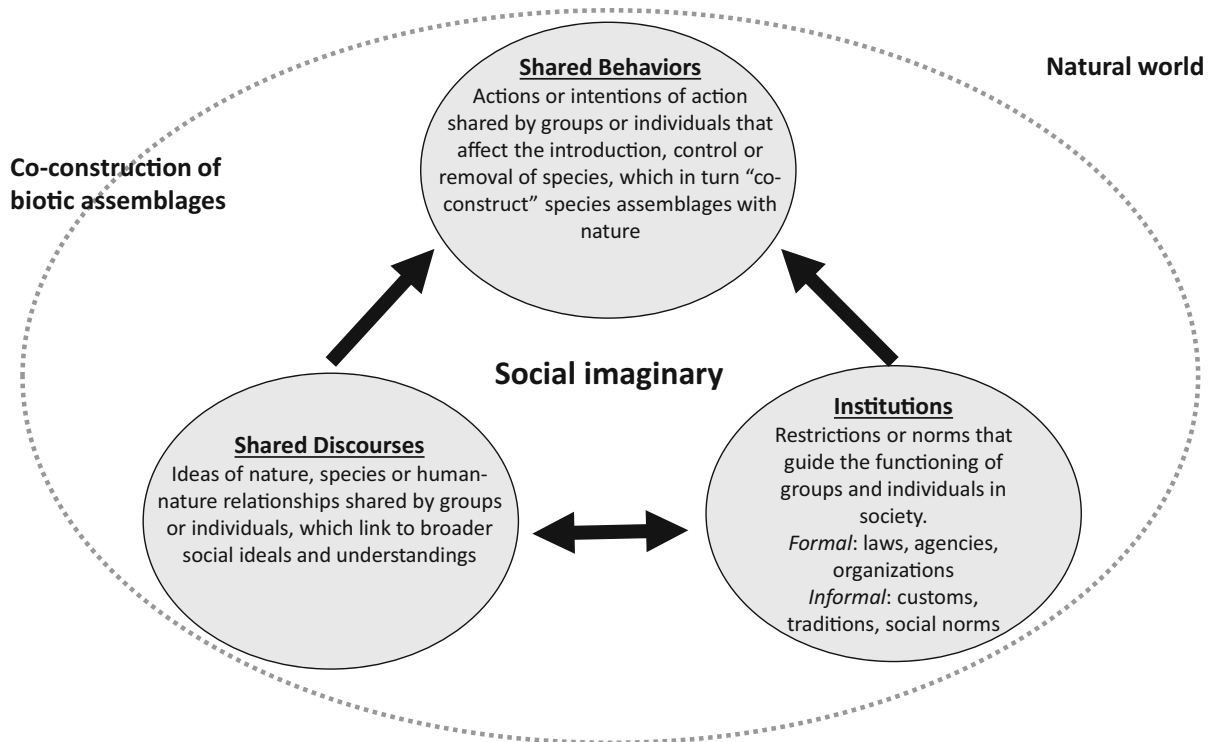 Shared Behaviors
Actions or intentions of action
shared by groups or individuals that
affect the introduction, control or
removal of species, which in turn “co-
construct” species assemblages with
nature
Natural world
Co-construction of
biotic assemblages
Social imaginary
Shared Discourses
Ideas of nature, species or human-
nature relationships shared by groups
or individuals, which link to broader
social ideals and understandings
Institutions
Restrictions or norms that
guide the functioning of
groups and individuals in
society.
Formal: laws, agencies,
organizations
Informal: customs,
traditions, social norms